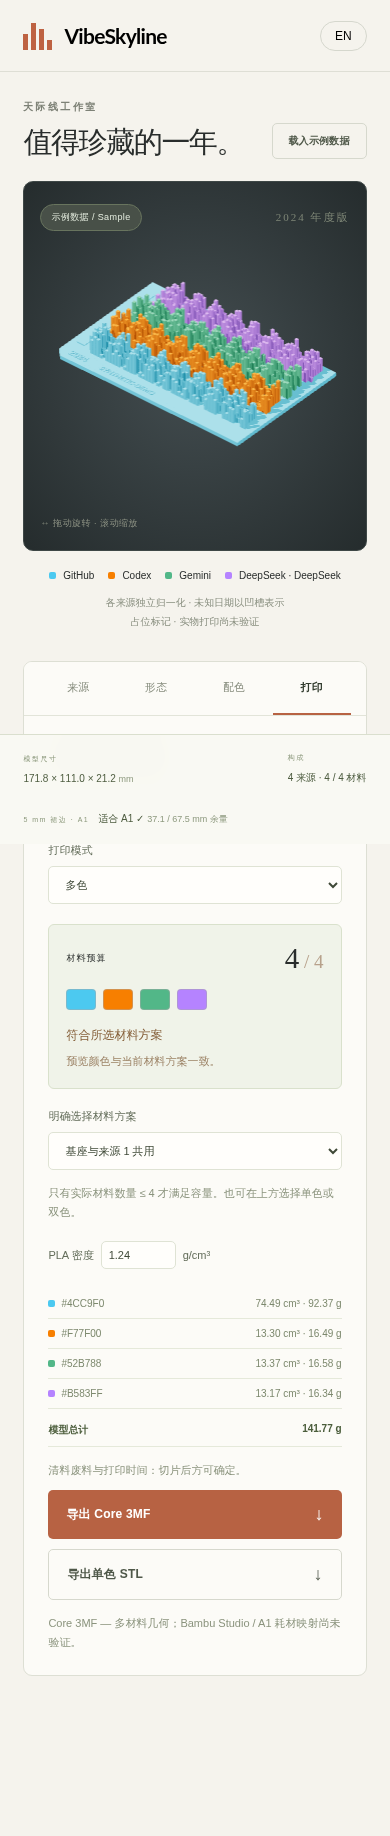 VibeSkyline
EN
天际线工作室
值得珍藏的一年。
载入示例数据
示例数据 / Sample
2024 年度版
↔ 拖动旋转 · 滚动缩放
GitHub
Codex
Gemini
DeepSeek · DeepSeek
各来源独立归一化 · 未知日期以凹槽表示
占位标记 · 实物打印尚未验证
来源
形态
配色
打印
模型尺寸
171.8 × 111.0 × 21.2 mm
构成
4 来源 · 4 / 4 材料
5 mm 裙边 · A1 适合 A1 ✓ 37.1 / 67.5 mm 余量
打印模式
多色
材料预算
4 / 4
符合所选材料方案
预览颜色与当前材料方案一致。
明确选择材料方案
基座与来源 1 共用
只有实际材料数量 ≤ 4 才满足容量。也可在上方选择单色或
双色。
PLA 密度 1.24 g/cm³
#4CC9F0 74.49 cm³ · 92.37 g
#F77F00 13.30 cm³ · 16.49 g
#52B788 13.37 cm³ · 16.58 g
#B583FF 13.17 cm³ · 16.34 g
模型总计 141.77 g
清料废料与打印时间：切片后方可确定。
导出 Core 3MF ↓
导出单色 STL ↓
Core 3MF — 多材料几何；Bambu Studio / A1 耗材映射尚未
验证。